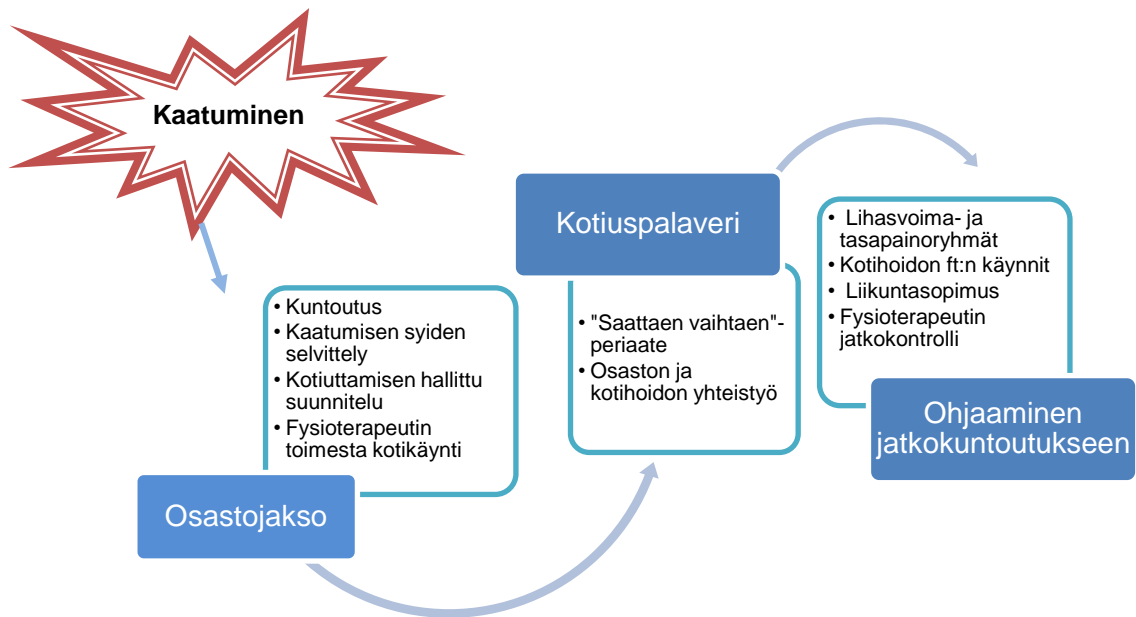 Kaatuminen
• Kuntoutus
• Kaatumisen syiden
selvittely
• Kotiuttamisen hallittu
suunnitelu
• Fysioterapeutin
toimesta kotikäynti
Osastojakso
Kotiuspalaveri
• "Saattaen vaihtaen"-
periaate
• Osaston ja
kotihoidon yhteistyö
• Lihasvoima- ja
tasapainoryhmät
• Kotihoidon ft:n käynnit
• Liikuntasopimus
• Fysioterapeutin
jatkokontrolli
Ohjaaminen
jatkokuntoutukseen